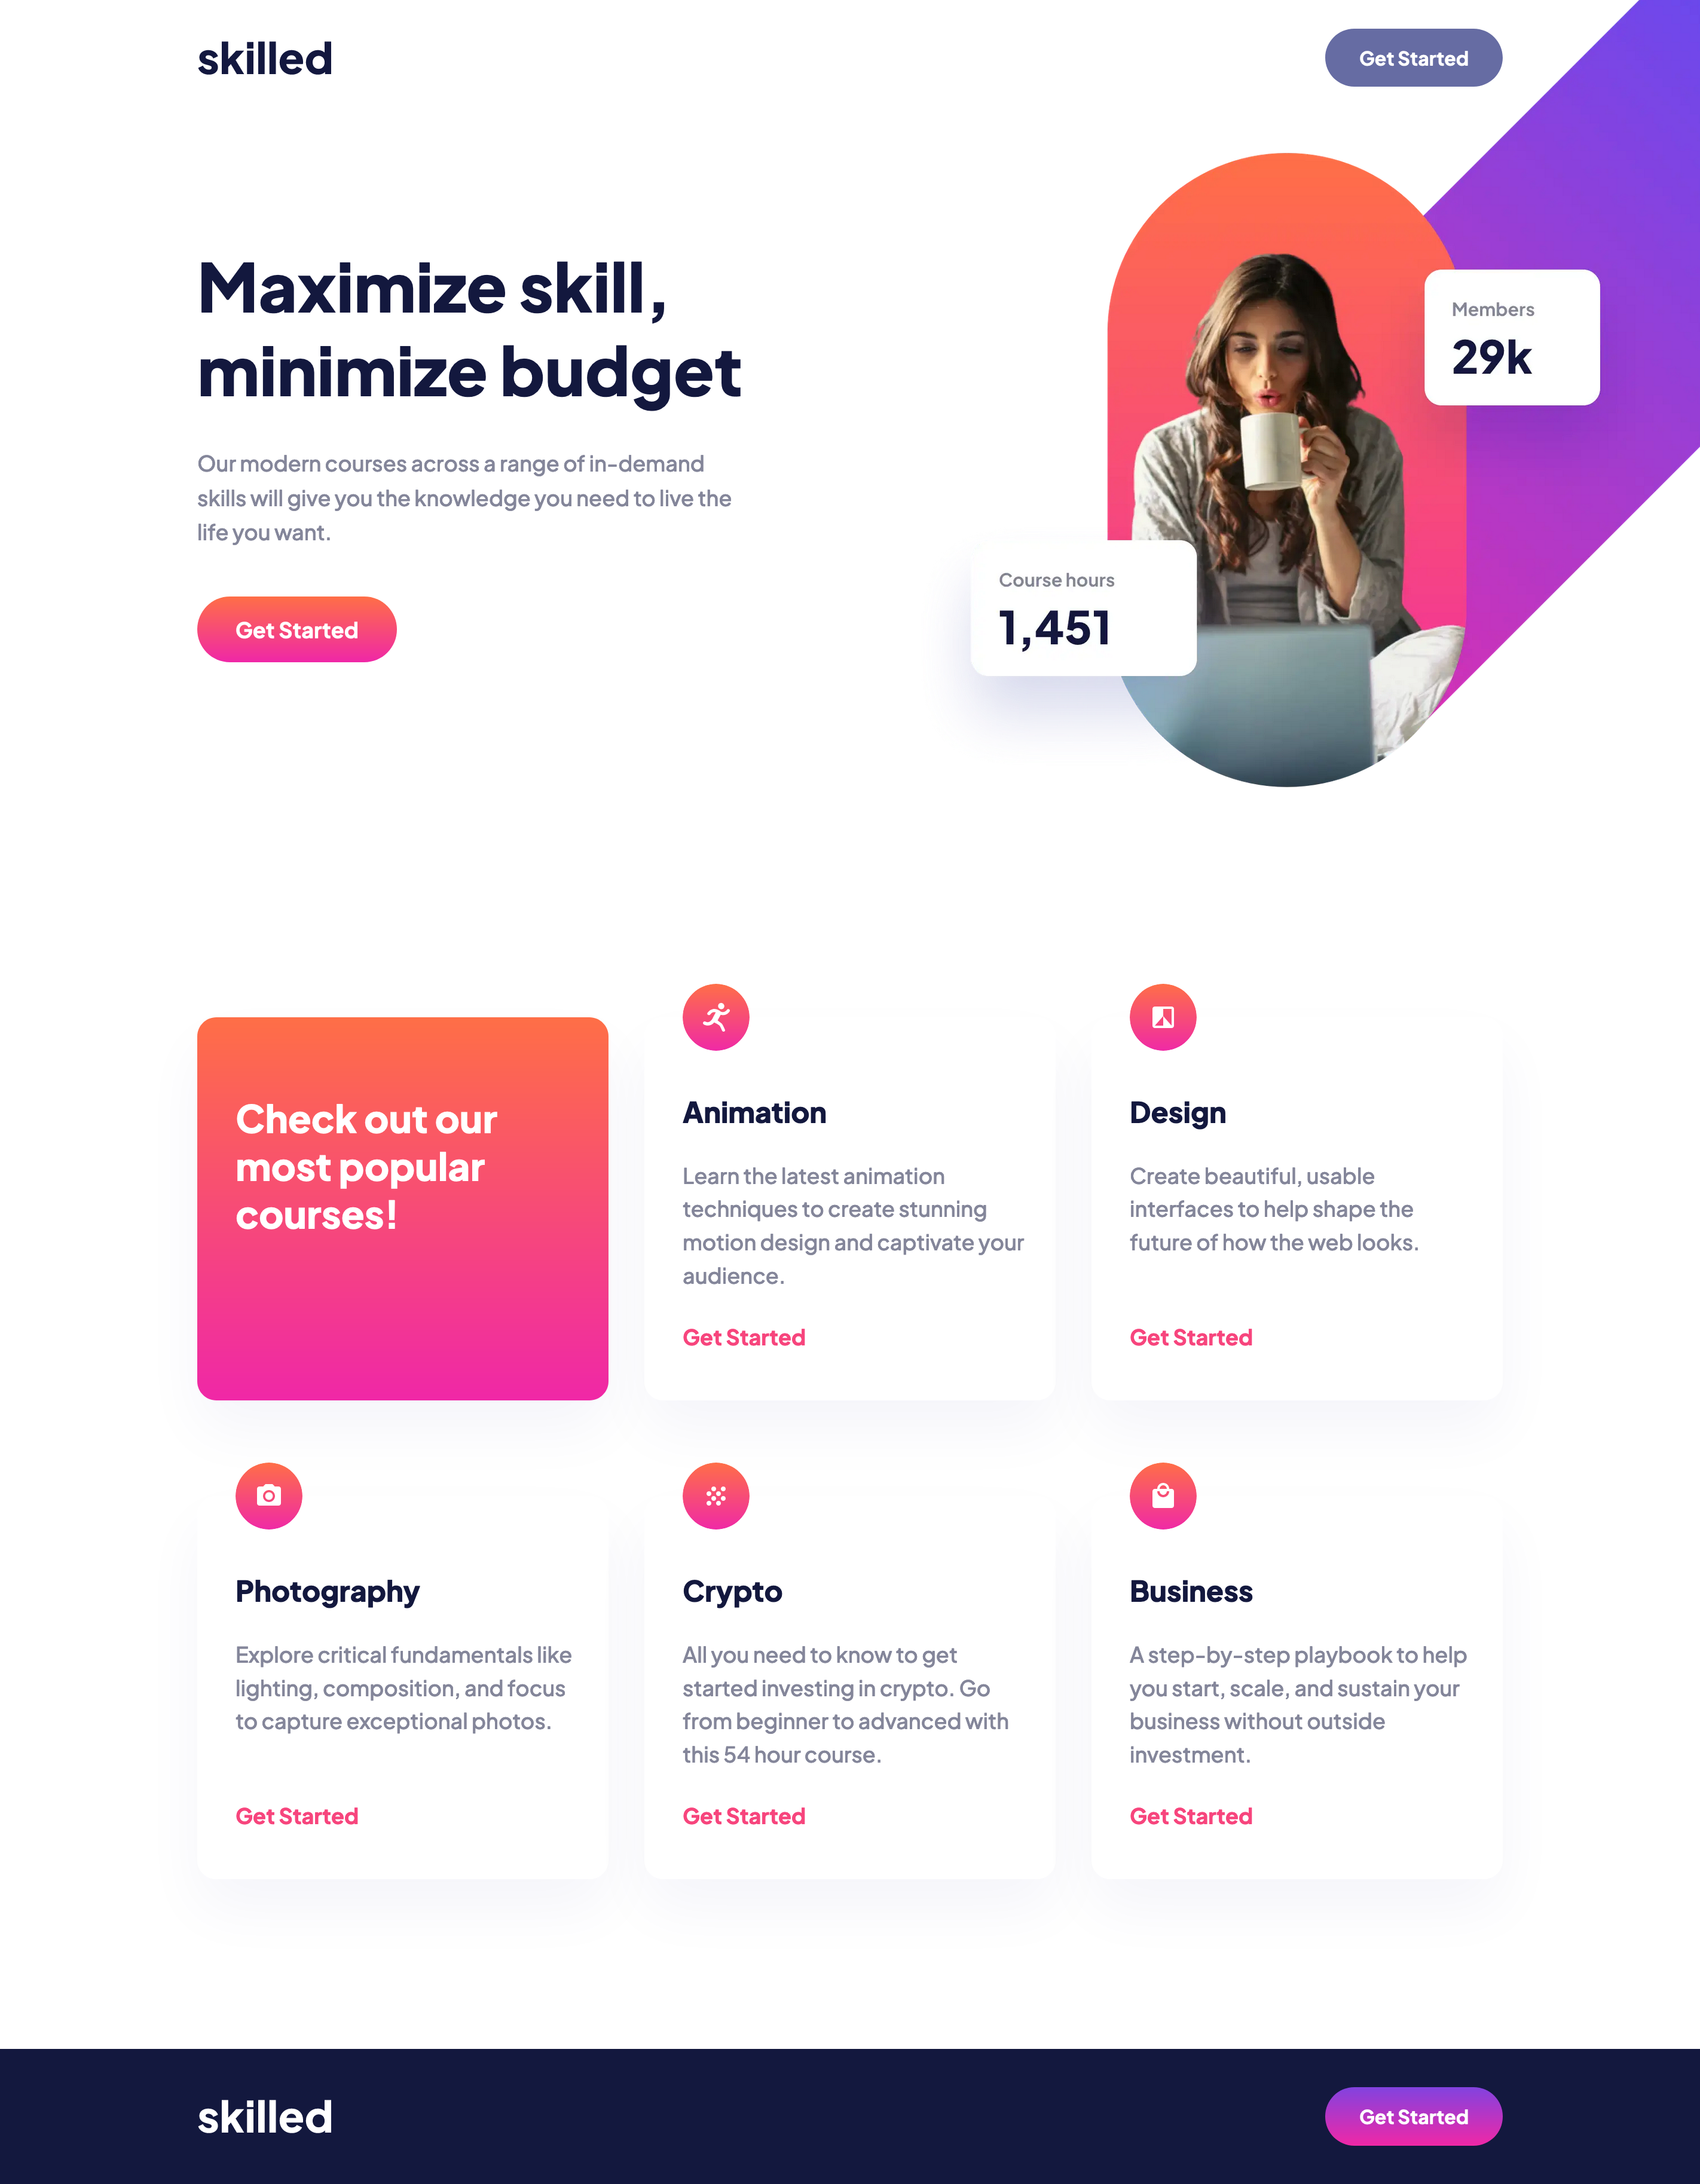 skilled
Get Started
Maximize skill,
minimize budget
Our modern courses across a range of in-demand
skills will give you the knowledge you need to live the
life you want.
Get Started
Members
29k
Course hours
1,451
Check out our
most popular
courses!
Animation
Learn the latest animation
techniques to create stunning
motion design and captivate your
audience.
Get Started
Design
Create beautiful, usable
interfaces to help shape the
future of how the web looks.
Get Started
Photography
Explore critical fundamentals like
lighting, composition, and focus
to capture exceptional photos.
Get Started
Crypto
All you need to know to get
started investing in crypto. Go
from beginner to advanced with
this 54 hour course.
Get Started
Business
A step-by-step playbook to help
you start, scale, and sustain your
business without outside
investment.
Get Started
skilled
Get Started